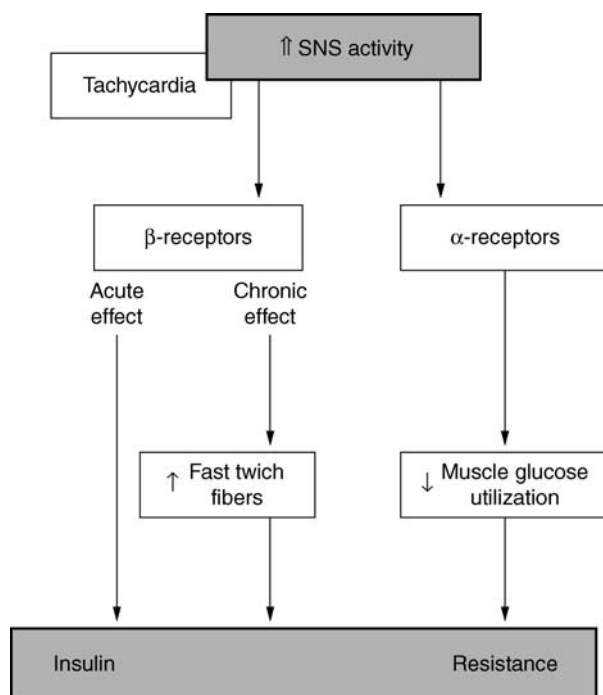 ⇑ SNS activity
Tachycardia
β-receptors
α-receptors
Acute
effect
Chronic
effect
↑ Fast twich
fibers
↓ Muscle glucose
utilization
Insulin Resistance